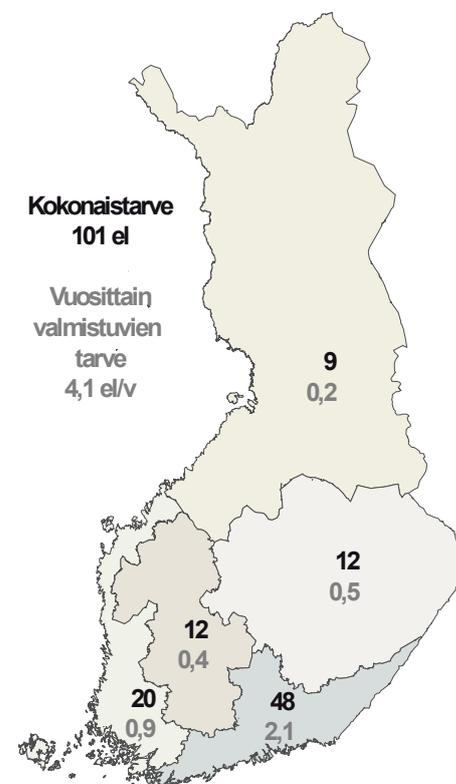 Kokonaistarve
101 el
Vuosittain
valmistuvien
tarve
4,1 el/v
9
0,2
12
0,5
12
0,4
20
0,9
48
2,1